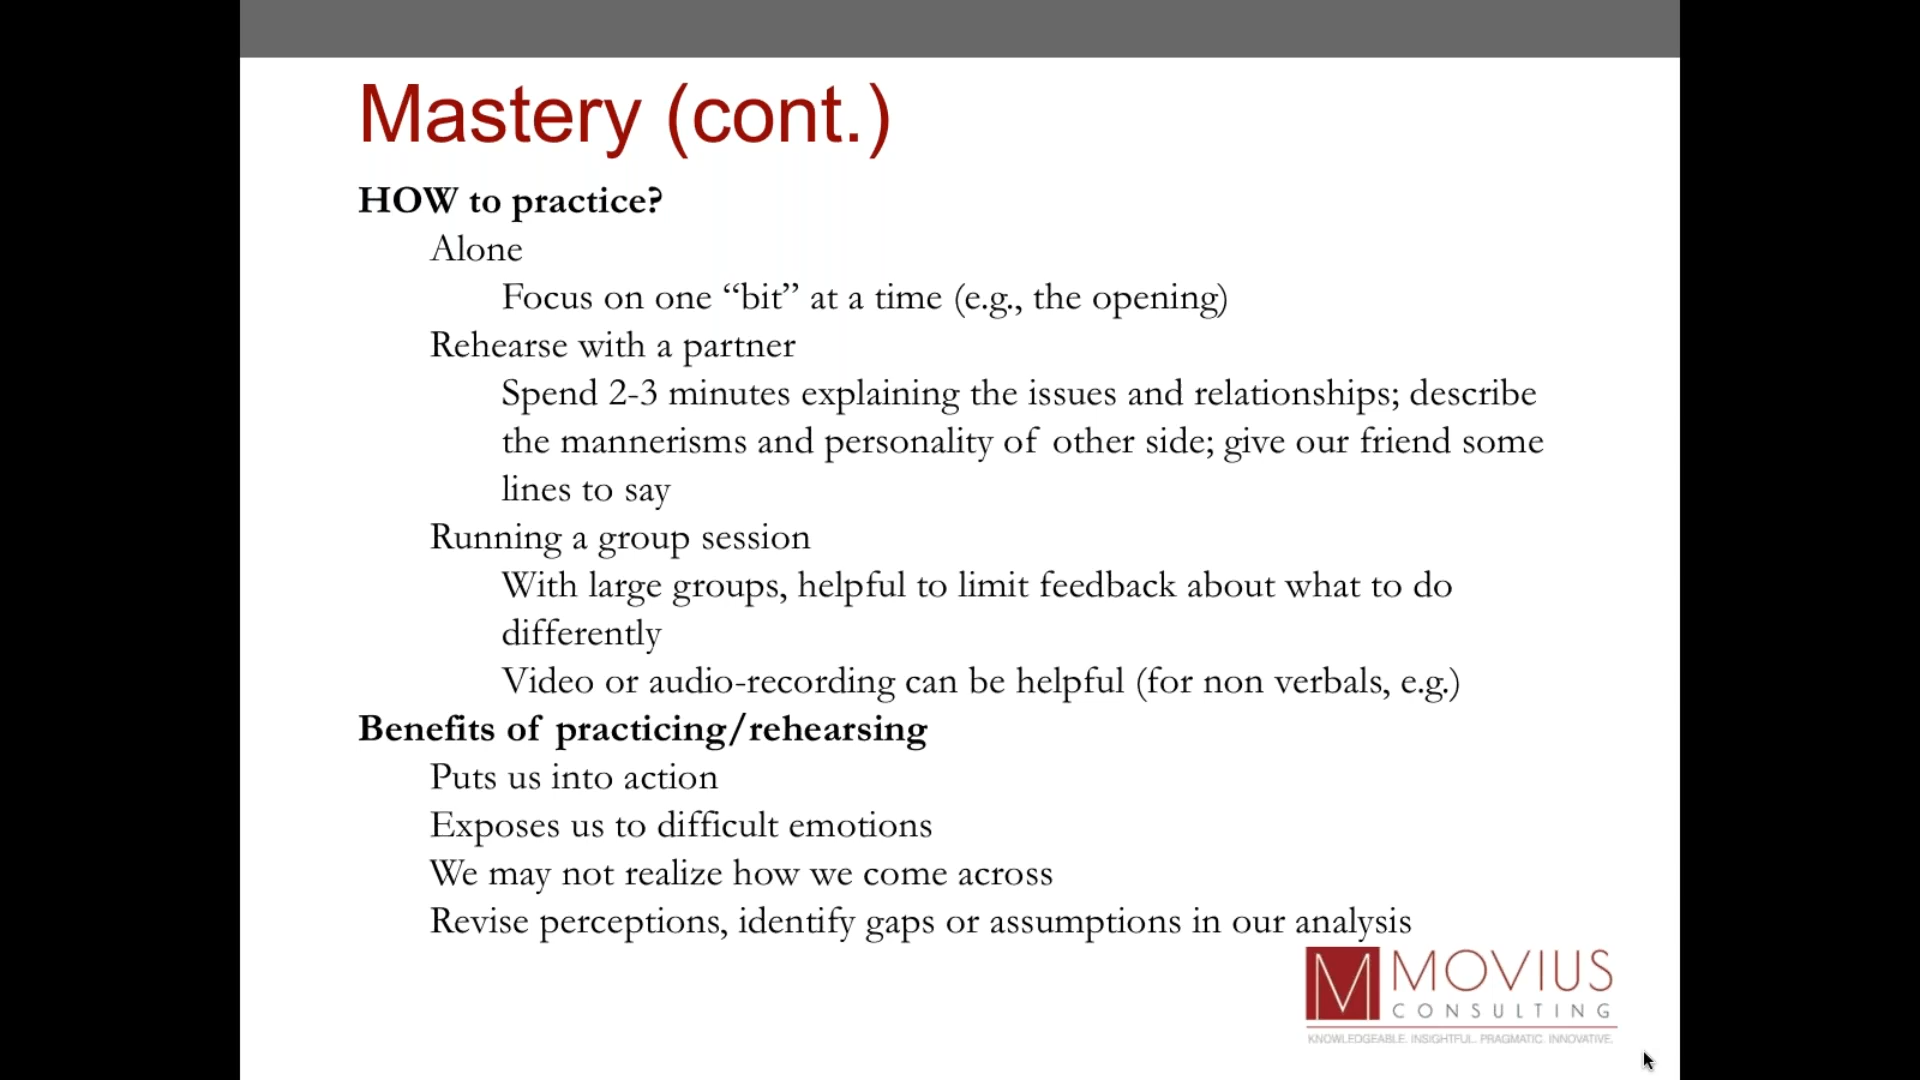 Mastery (cont.)
HOW to practice?
Alone
Focus on one “bit” at a time (e.g., the opening)
Rehearse with a partner
Spend 2-3 minutes explaining the issues and relationships; describe
the mannerisms and personality of other side; give our friend some
lines to say
Running a group session
With large groups, helpful to limit feedback about what to do
differently
Video or audio-recording can be helpful (for non verbals, e.g.)
Benefits of practicing/rehearsing
Puts us into action
Exposes us to difficult emotions
We may not realize how we come across
Revise perceptions, identify gaps or assumptions in our analysis
M MOVIUS
CONSULTING
KNOWLEDGEABLE. INSIGHTFUL. PRAGMATIC. INNOVATIVE.